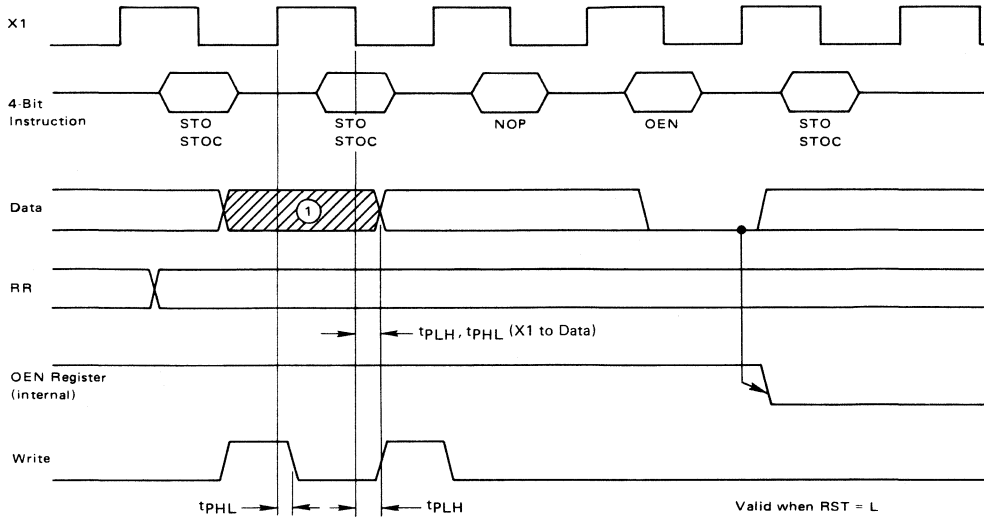 X1
4-Bit
Instruction
STO
STOC
STO
STOC
NOP
OEN
STO
STOC
Data
1
RR
tPLH, tPHL (X1 to Data)
OEN Register
(internal)
Write
tPHL
tPLH
Valid when RST = L